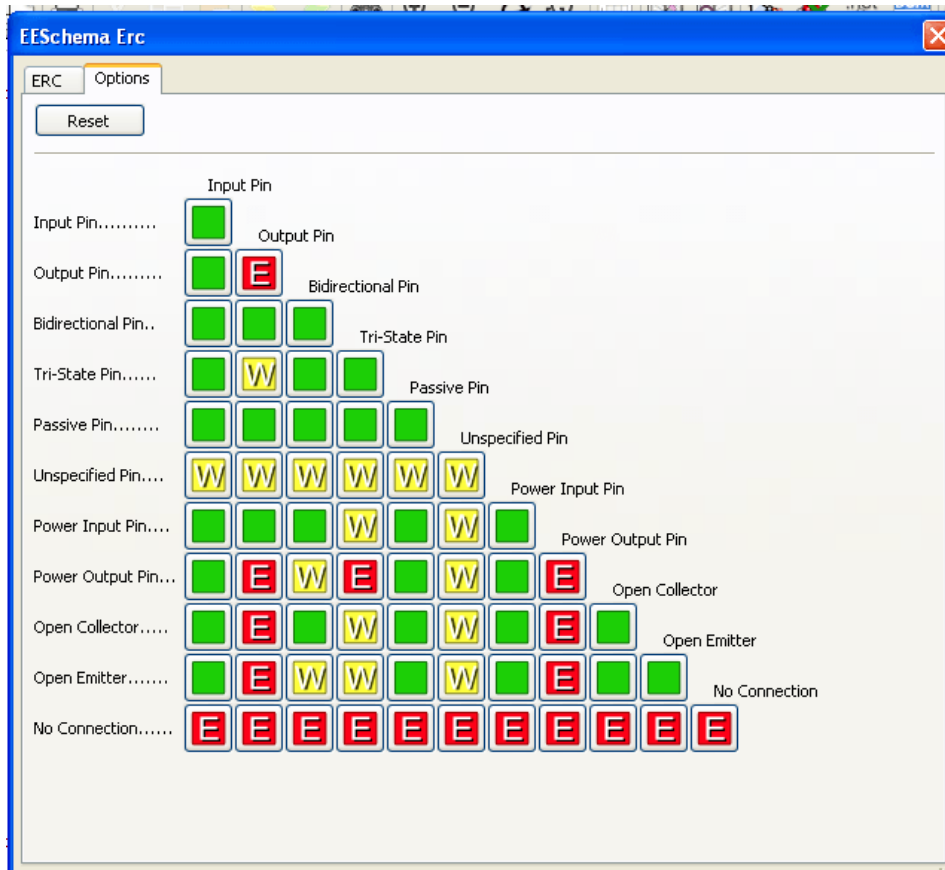 EESchema Erc
ERC Options
Reset
Input Pin
Input Pin..........
Output Pin
Output Pin.........
E
Bidirectional Pin
Bidirectional Pin..
Tri-State Pin
Tri-State Pin......
W
Passive Pin
Passive Pin........
Unspecified Pin
Unspecified Pin....
W W W W W W
Power Input Pin
Power Input Pin....
W W
Power Output Pin
Power Output Pin...
E W E W E
Open Collector
Open Collector.....
E W W E
Open Emitter
Open Emitter.......
E W W W E
No Connection
No Connection......
E E E E E E E E E E E